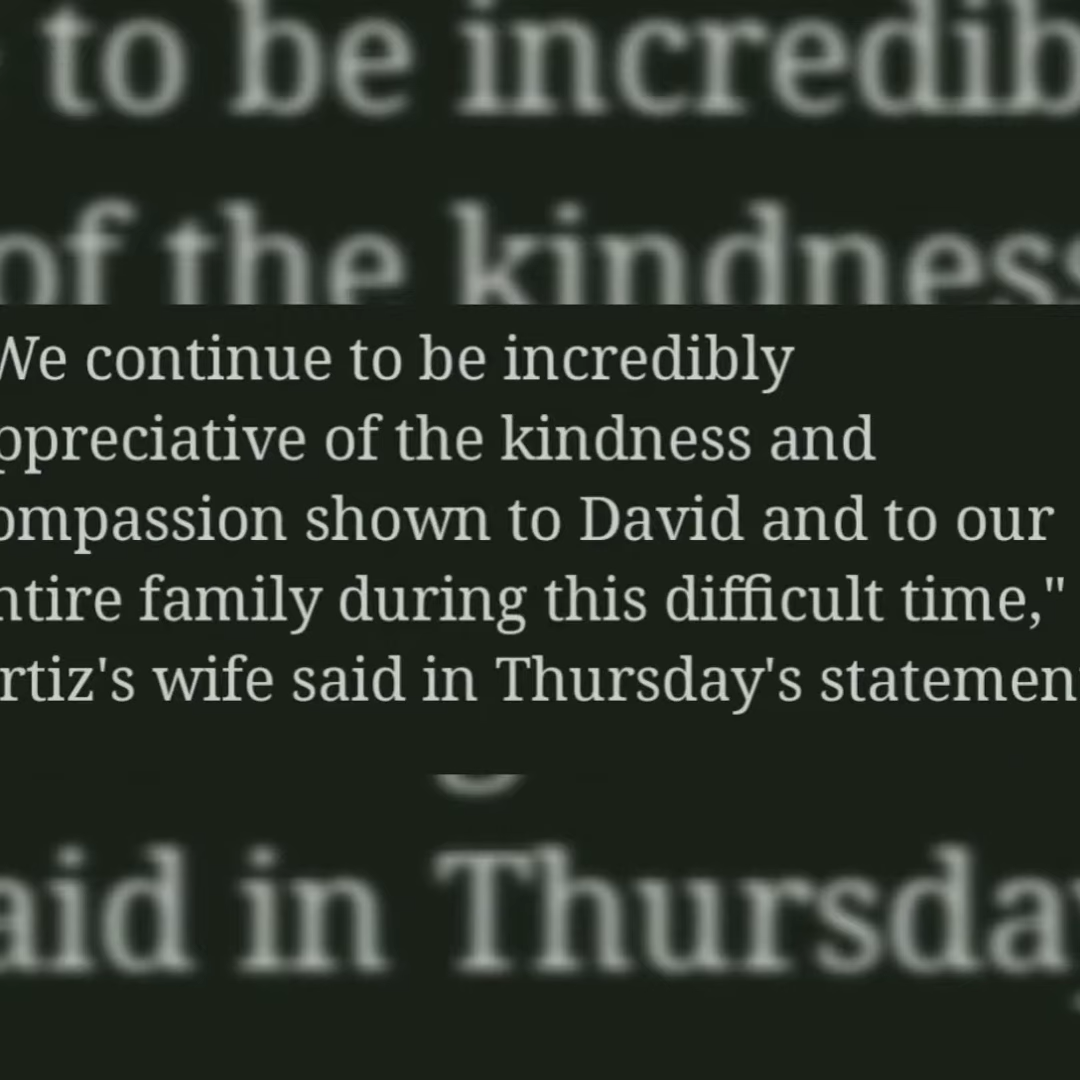 to be incredib
of the kindness
We continue to be incredibly
ppreciative of the kindness and
ompassion shown to David and to our
ntire family during this difficult time,"
rtiz's wife said in Thursday's statement
aid in Thursday